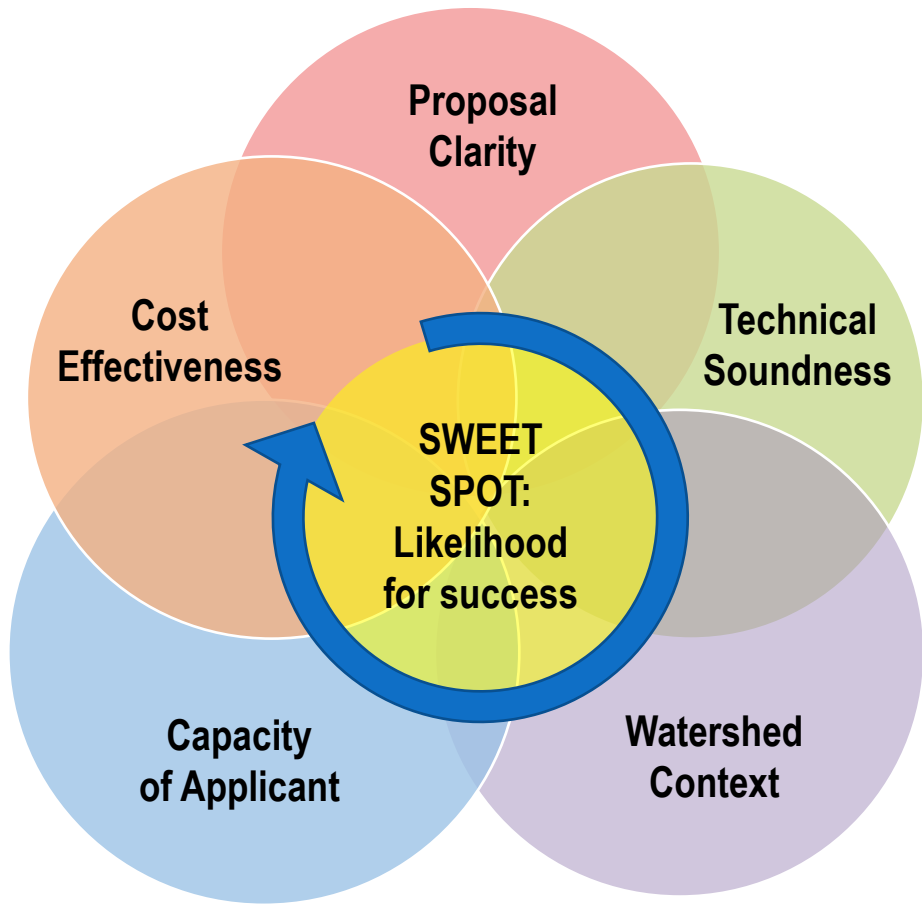 Proposal
Clarity
Cost
Effectiveness
Technical
Soundness
SWEET
SPOT:
Likelihood
for success
Capacity
of Applicant
Watershed
Context